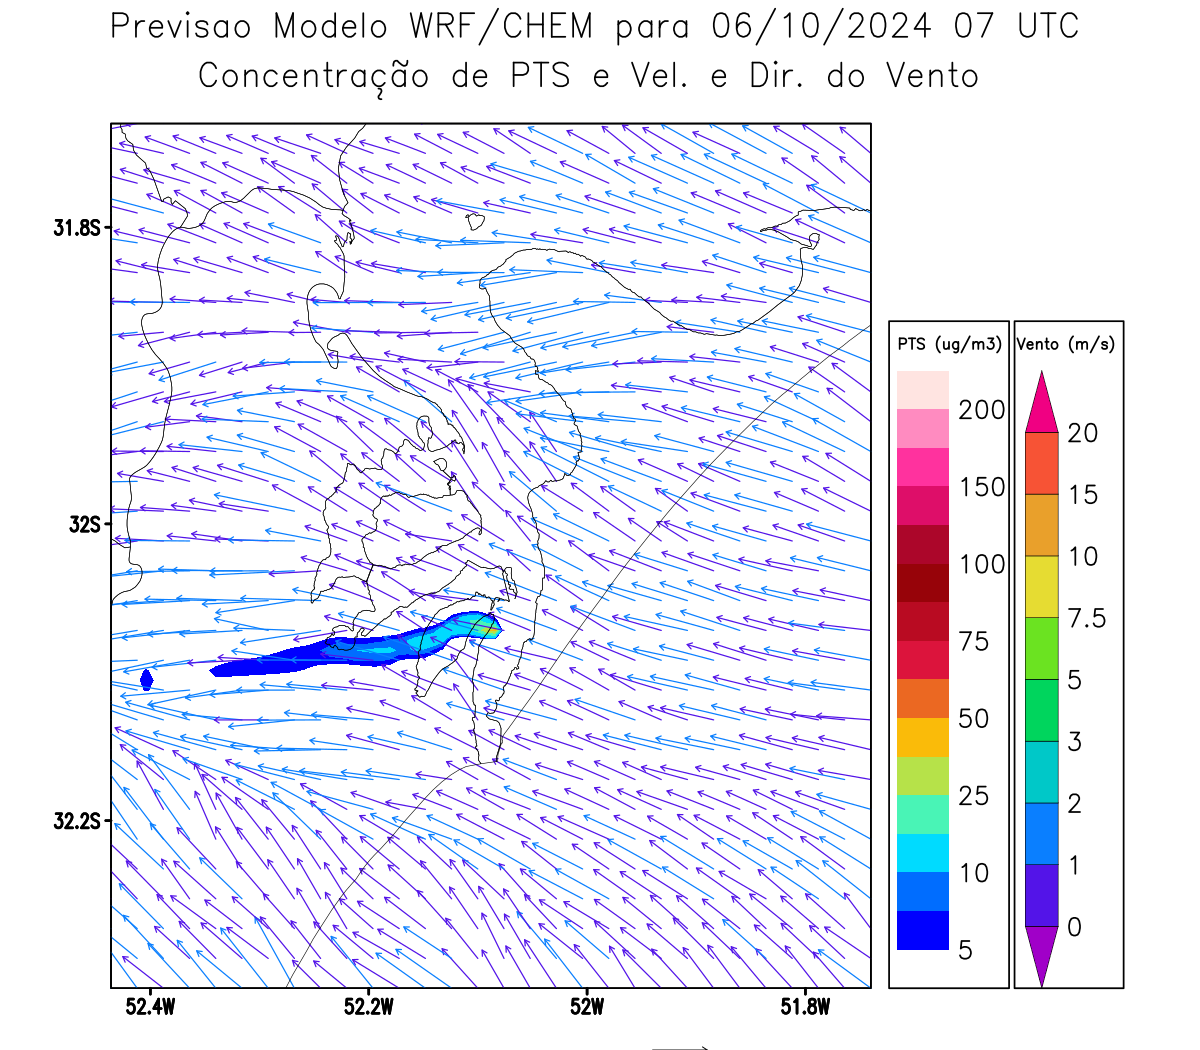 Previsao Modelo WRF/CHEM para 06/10/2024 07 UTC
Concentração de PTS e Vel. e Dir. do Vento
31.8S
32S
32.2S
52.4W
52.2W
52W
51.8W
PTS (ug/m3)
200
150
100
75
50
25
10
5
Vento (m/s)
20
15
10
7.5
5
3
2
1
0